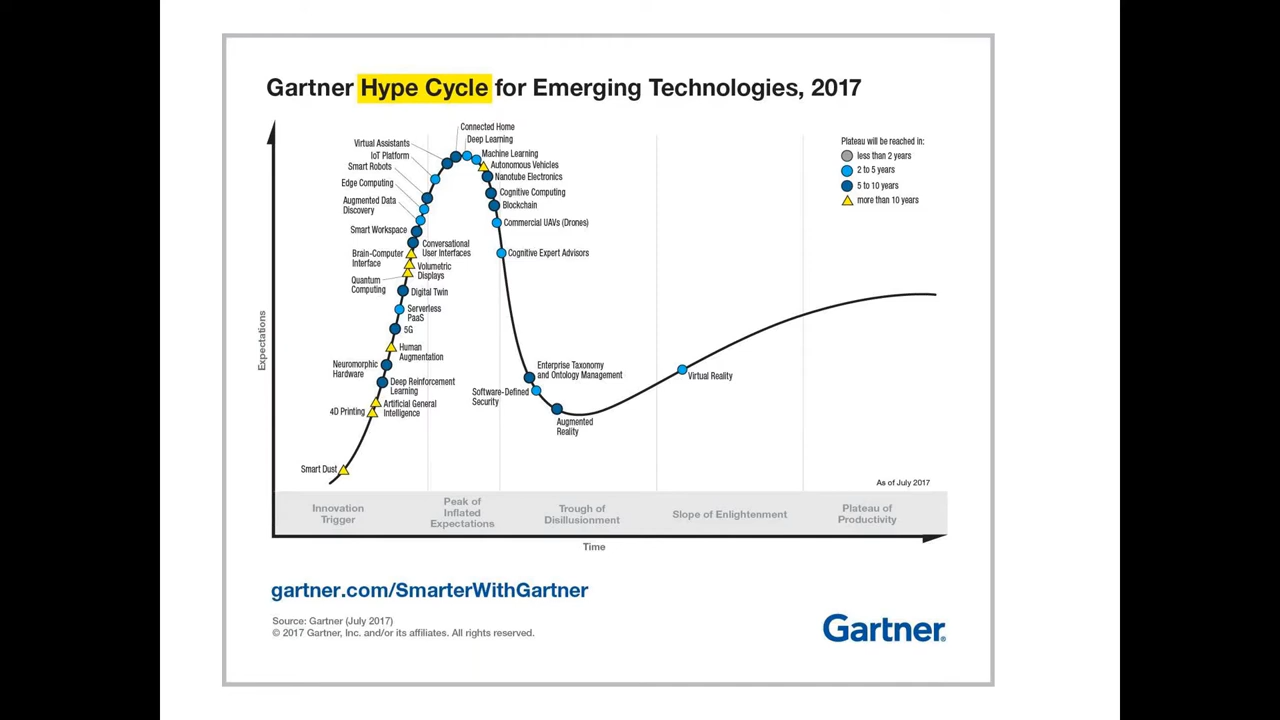 Gartner Hype Cycle for Emerging Technologies, 2017
Connected Home
Deep Learning
Virtual Assistants
Machine Learning
IoT Platform
Autonomous Vehicles
Smart Robots
Nanotube Electronics
Edge Computing
Cognitive Computing
Augmented Data
Discovery
Blockchain
Commercial UAVs (Drones)
Smart Workspace
Conversational
User Interfaces
Brain-Computer
Interface
Cognitive Expert Advisors
Volumetric
Displays
Quantum
Computing
Digital Twin
Serverless
PaaS
5G
Human
Augmentation
Neuromorphic
Hardware
Deep Reinforcement
Learning
Artificial General
Intelligence
4D Printing
Smart Dust
Enterprise Taxonomy
and Ontology Management
Software-Defined
Security
Augmented
Reality
Virtual Reality
Plateau will be reached in:
less than 2 years
2 to 5 years
5 to 10 years
more than 10 years
Expectations
As of July 2017
Innovation
Trigger
Peak of
Inflated
Expectations
Trough of
Disillusionment
Slope of Enlightenment
Plateau of
Productivity
Time
gartner.com/SmarterWithGartner
Source: Gartner (July 2017)
© 2017 Gartner, Inc. and/or its affiliates. All rights reserved.
Gartner®